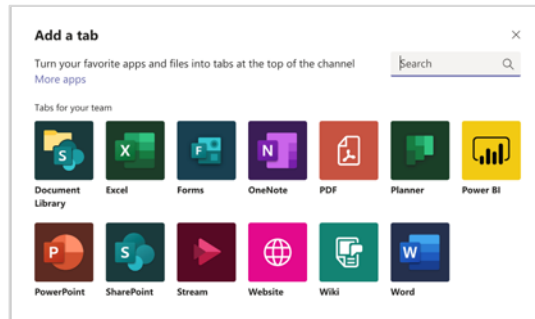 Add a tab
Turn your favorite apps and files into tabs at the top of the channel
Search
More apps
Tabs for your team
S
X
F
N
Document Library
Excel
Forms
OneNote
PDF
Planner
Power BI
P
S
W
PowerPoint
SharePoint
Stream
Website
Wiki
Word